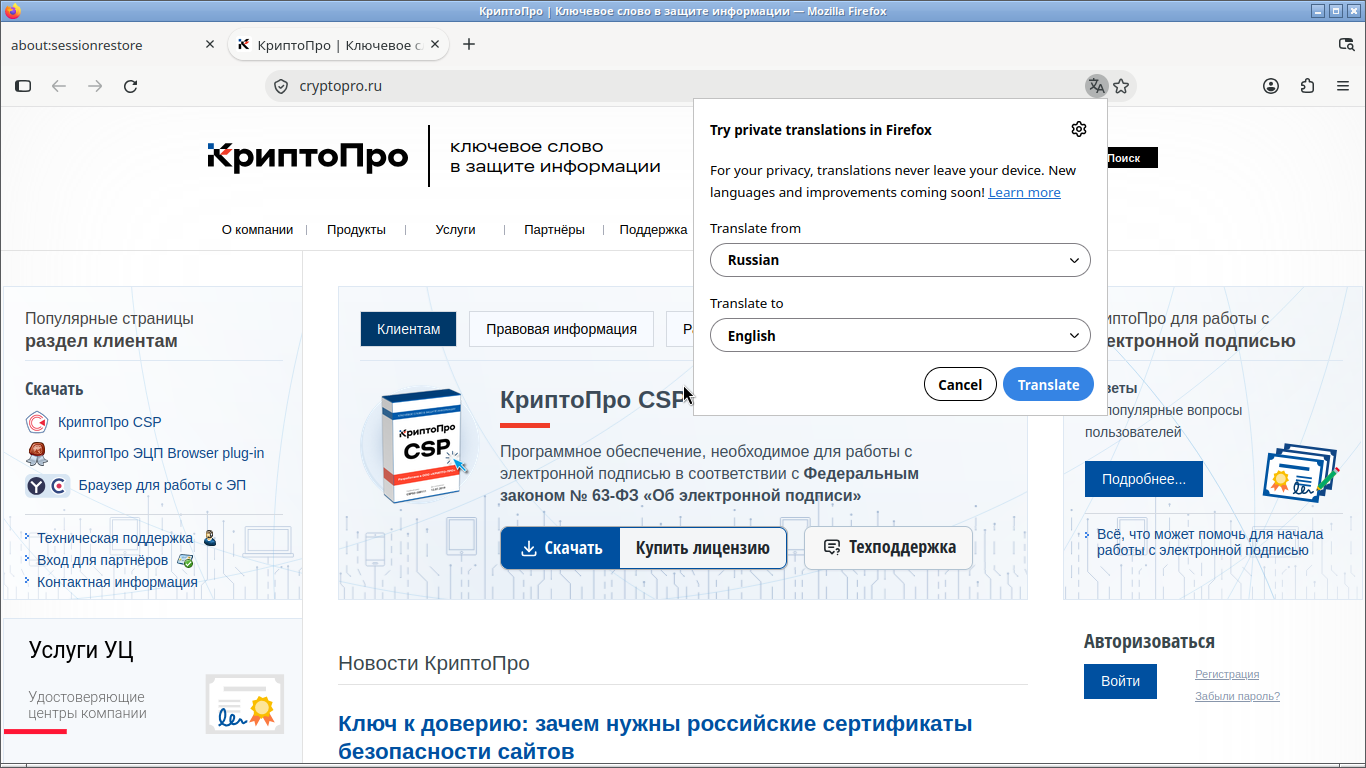 КриптоПро | Ключевое слово в защите информации — Mozilla Firefox
about:sessionrestore
КриптоПро | Ключевое с
cryptopro.ru
Try private translations in Firefox
For your privacy, translations never leave your device. New
languages and improvements coming soon! Learn more
Translate from
Russian
Translate to
English
Cancel
Translate
КриптоПро
ключевое слово
в защите информации
Поиск
О компании
Продукты
Услуги
Партнёры
Поддержка
Популярные страницы
раздел клиентам
Скачать
КриптоПро CSP
КриптоПро ЭЦП Browser plug-in
Браузер для работы с ЭП
Техническая поддержка
Вход для партнёров
Контактная информация
Услуги УЦ
Удостоверяющие
центры компании
Клиентам
Правовая информация
КриптоПро
CSP
КриптоПро CSP
Программное обеспечение, необходимое для работы с
электронной подписью в соответствии с Федеральным
законом № 63-ФЗ «Об электронной подписи»
Скачать
Купить лицензию
Техподдержка
Новости КриптоПро
Ключ к доверию: зачем нужны российские сертификаты
безопасности сайтов
иптоПро для работы с
ектронной подписью
веты
популярные вопросы
пользователей
Подробнее...
Всё, что может помочь для начала
работы с электронной подписью
Авторизоваться
Войти
Регистрация
Забыли пароль?